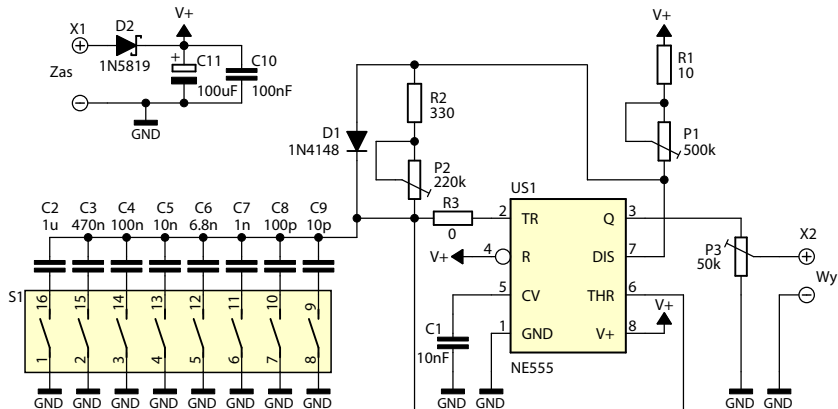 V+
X1
D2
1N5819
Zas
+
C11
100uF
C10
100nF
GND
V+
R1
10
P1
500k
R2
330
D1
1N4148
P2
220k
R3
0
US1
2 TR
Q 3
V+
4 R
DIS 7
5 CV
THR 6
1 GND
V+ 8
V+
NE555
C1
10nF
P3
50k
X2
Wy
C2 C3 C4 C5 C6 C7 C8 C9
1u 470n 100n 10n 6.8n 1n 100p 10p
S1
16 15 14 13 12 11 10 9
1 2 3 4 5 6 7 8
GND GND GND GND GND GND GND GND GND GND GND GND